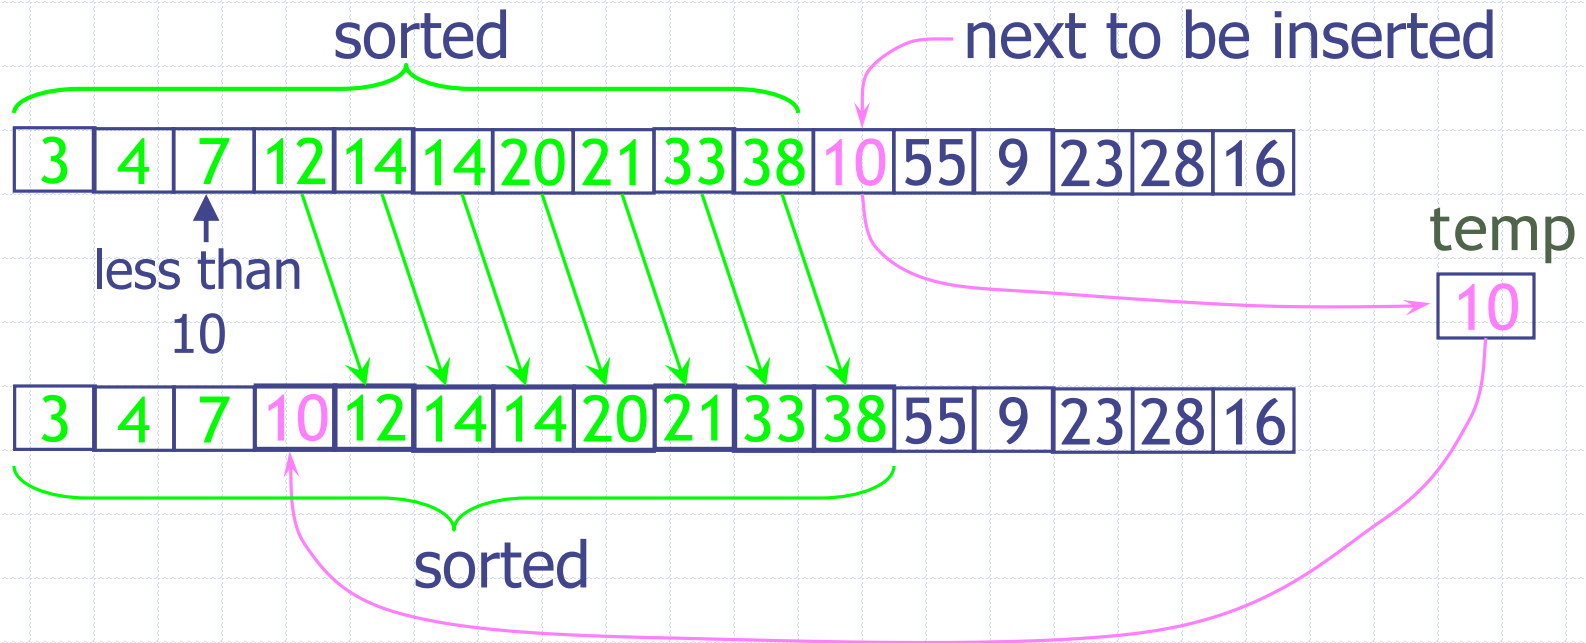 sorted
next to be inserted
3 4 7 12 14 14 20 21 33 38 10 55 9 23 28 16
less than
10
temp
10
3 4 7 10 12 14 14 20 21 33 38 55 9 23 28 16
sorted